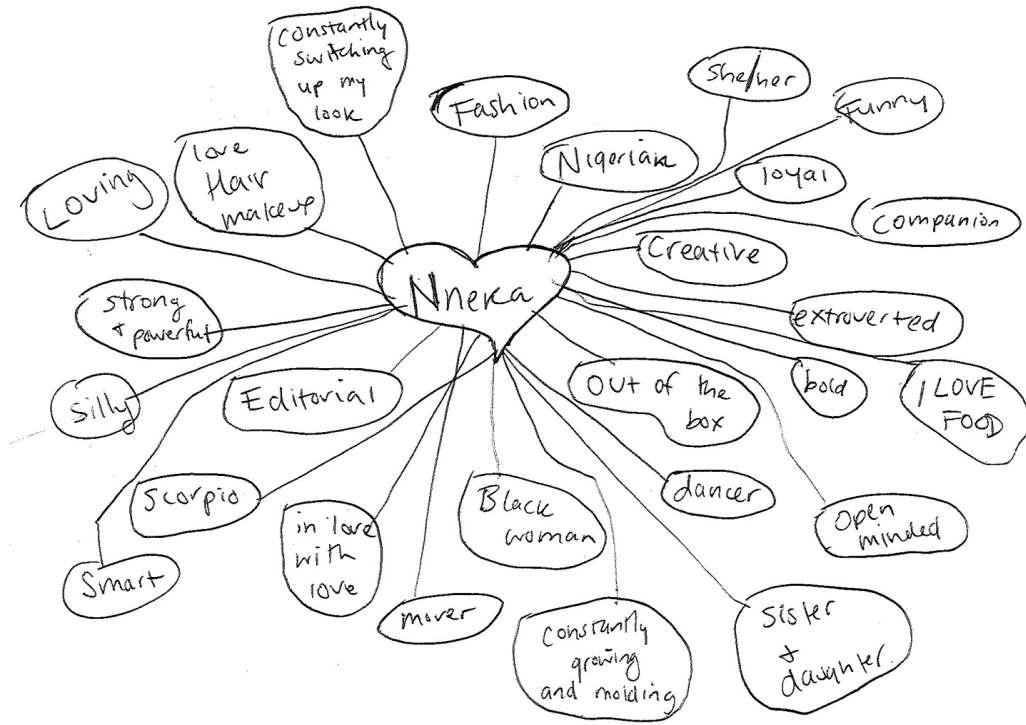 constantly
switching
up my
look
Fashion
she/her
Funny
love
Hair
makeup
Nigerian
loyal
Loving
companion
Creative
Nneka
strong
+ powerful
extroverted
silly
Editorial
OUT OF the
box
bold
I LOVE
FOOD
Scorpio
in love
with
love
Black
woman
dancer
Open
minded
Smart
mover
constantly
growing
and molding
Sister
+
daughter.